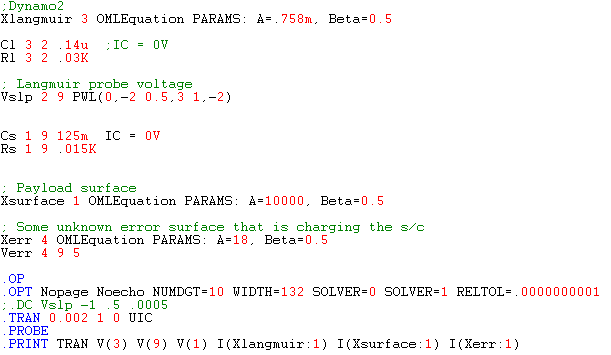 ;Dynamo2
Xlangmuir 3 OMLEquation PARAMS: A=.758m, Beta=0.5
Cl 3 2 .14u ;IC = 0V
Rl 3 2 .03K
; Langmuir probe voltage
Vslp 2 9 PWL(0,-2 0.5,3 1,-2)
Cs 1 9 125m IC = 0V
Rs 1 9 .015K
; Payload surface
Xsurface 1 OMLEquation PARAMS: A=10000, Beta=0.5
; Some unknown error surface that is charging the s/c
Xerr 4 OMLEquation PARAMS: A=18, Beta=0.5
Verr 4 9 5
.OP
.OPT Nopage Noecho NUMDGT=10 WIDTH=132 SOLVER=0 SOLVER=1 RELTOL=.0000000001
;.DC Vslp -1 .5 .0005
.TRAN 0.002 1 0 UIC
.PROBE
.PRINT TRAN V(3) V(9) V(1) I(Xlangmuir:1) I(Xsurface:1) I(Xerr:1)